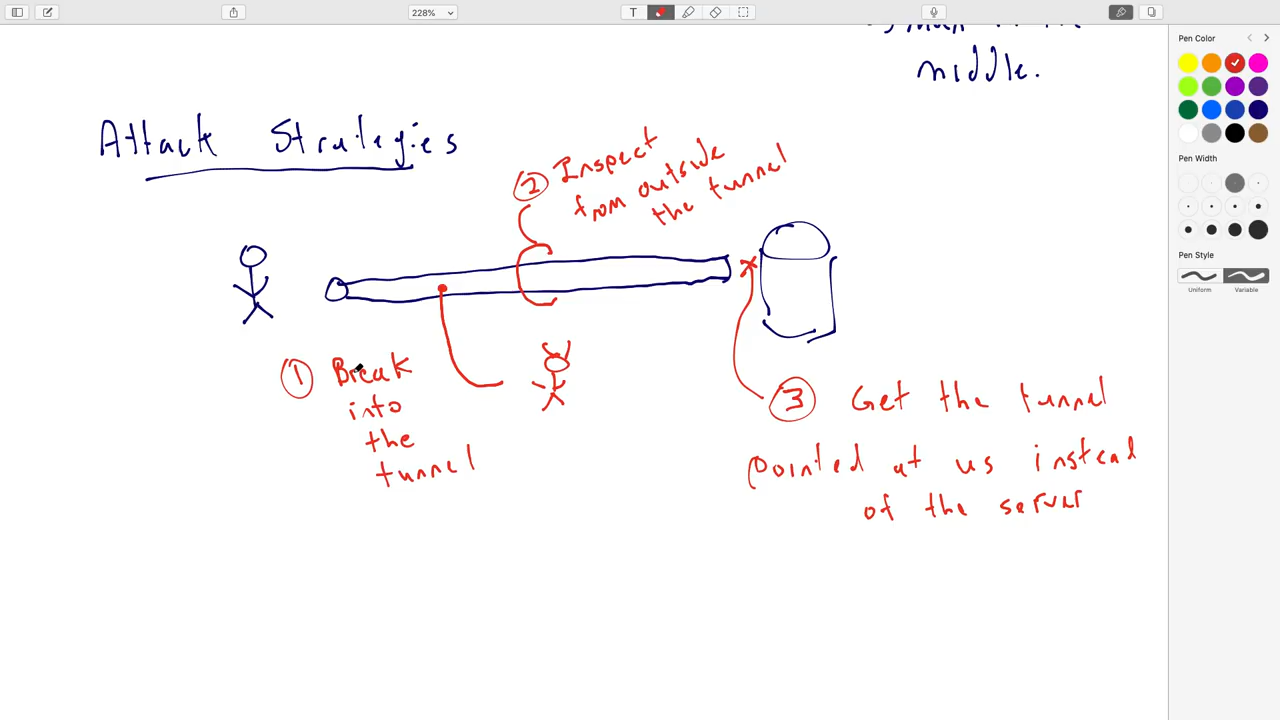 228%
T
middle.
Attack Strategies
② Inspect
from outside
the tunnel
① Break
into
the
tunnel
③ Get the tunnel
pointed at us instead
of the server
Pen Color
Pen Width
Pen Style
Uniform
Variable